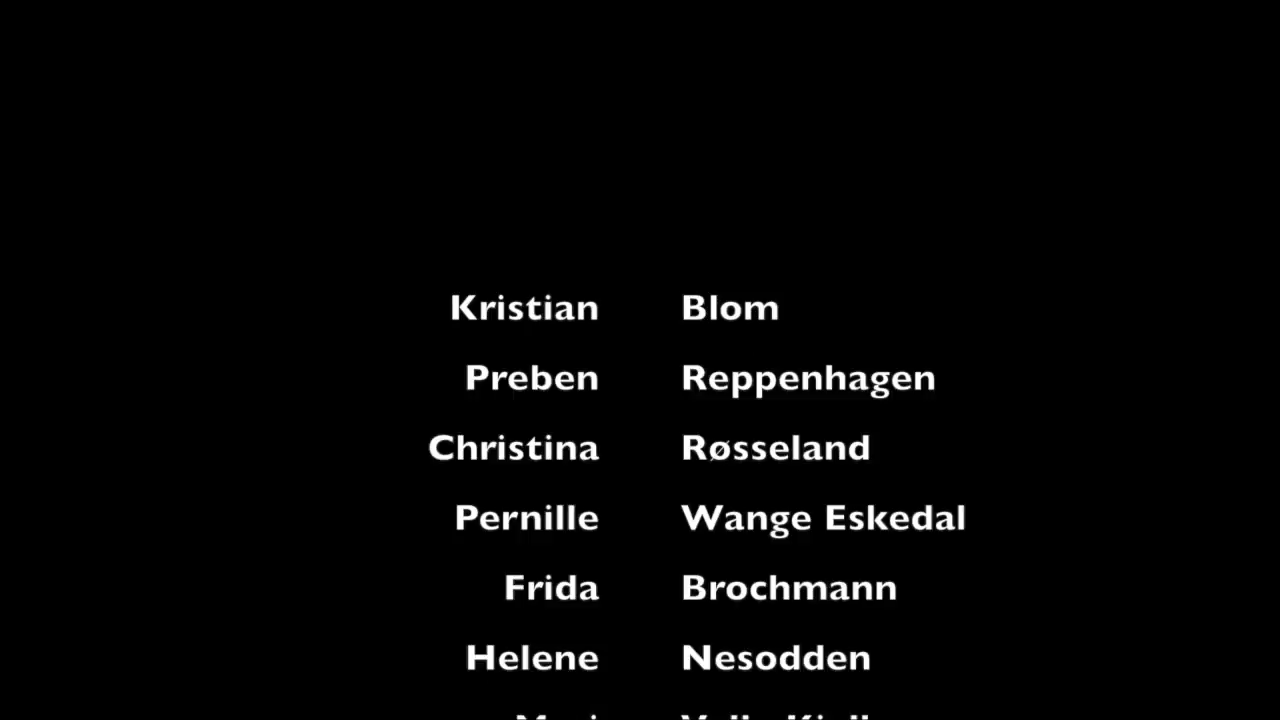 Kristian Blom
Preben Reppenhagen
Christina Røsseland
Pernille Wange Eskedal
Frida Brochmann
Helene Nesodden